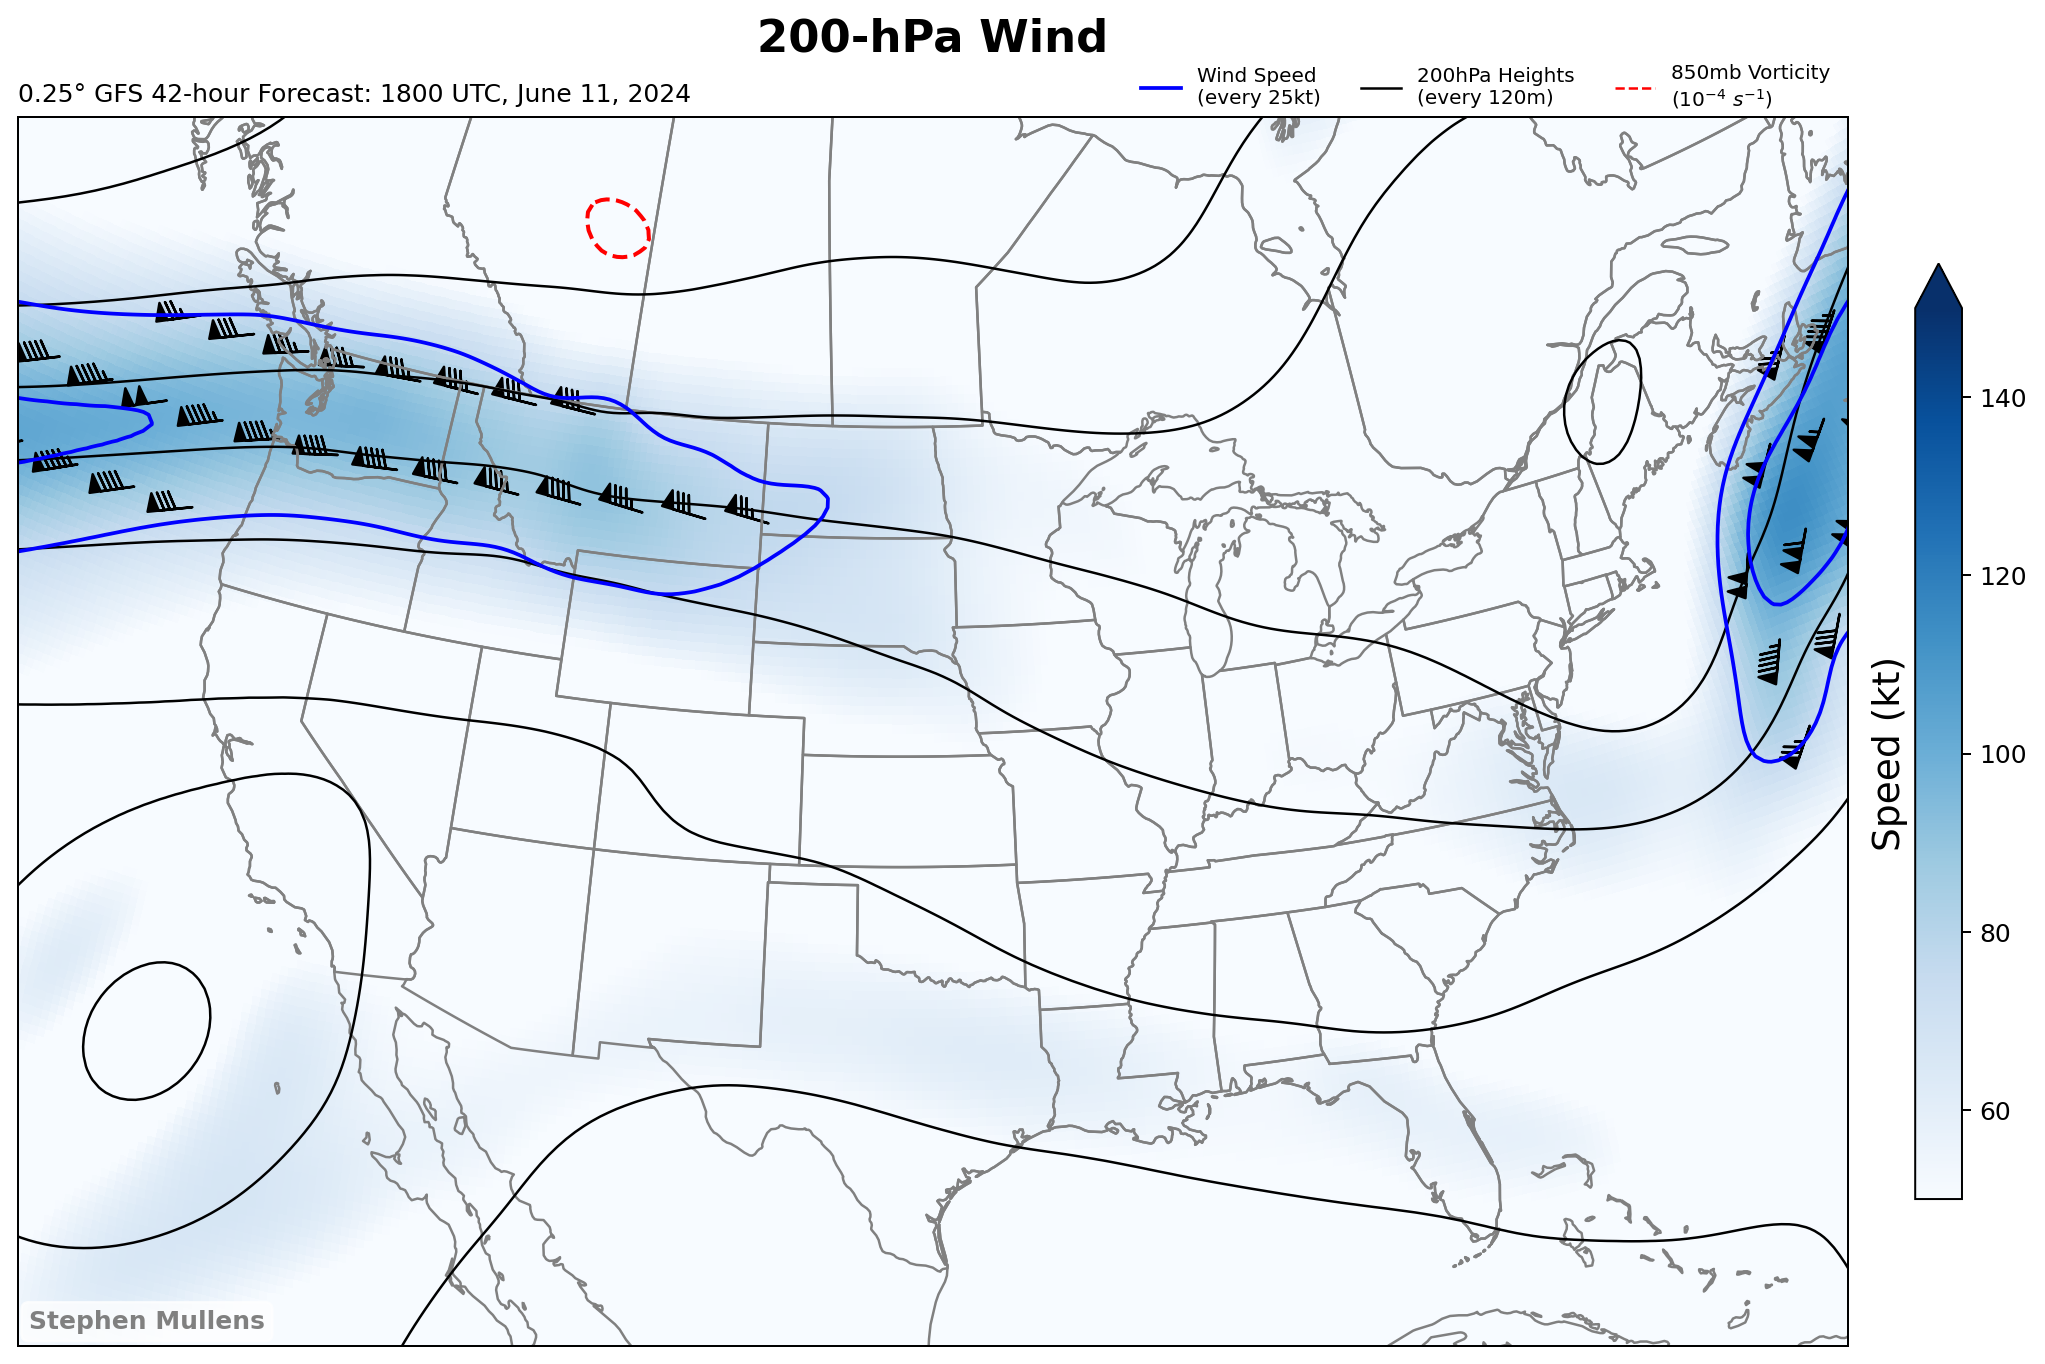 200-hPa Wind
0.25° GFS 42-hour Forecast: 1800 UTC, June 11, 2024
Wind Speed
(every 25kt)
200hPa Heights
(every 120m)
850mb Vorticity
(10⁻⁴ s⁻¹)
140
120
100
80
60
Speed (kt)
Stephen Mullens